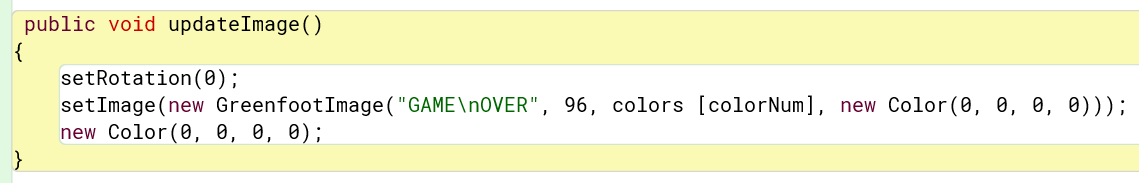 public void updateImage()
{
setRotation(0);
setImage(new GreenfootImage("GAME\nOVER", 96, colors [colorNum], new Color(0, 0, 0, 0)));
new Color(0, 0, 0, 0);
}